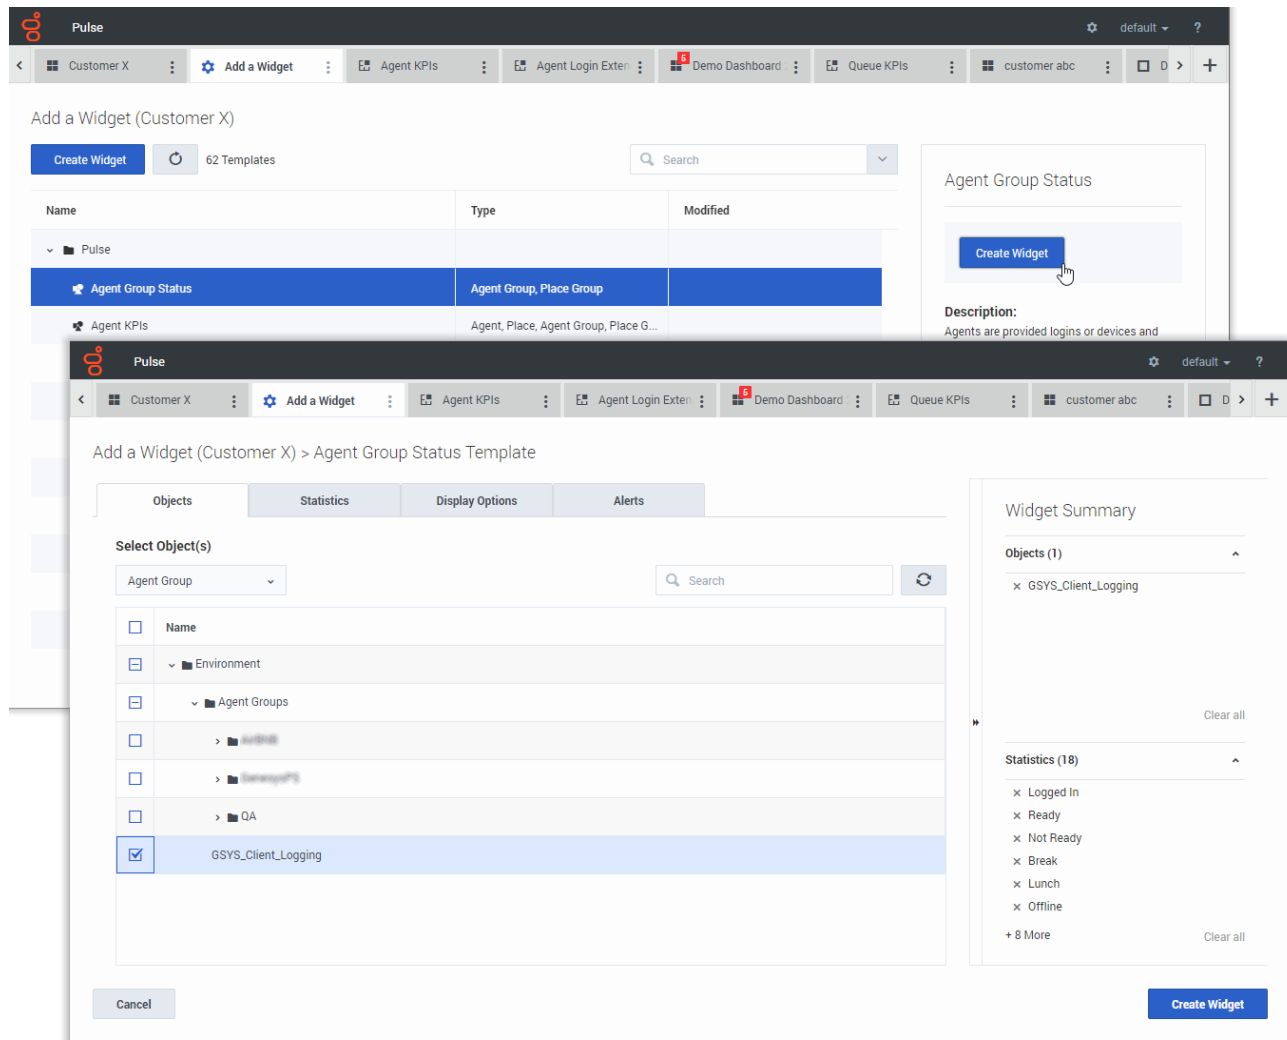 Pulse
default
?
Customer X
Add a Widget
Agent KPIs
Agent Login Exten
5
Demo Dashboard
Queue KPIs
customer abc
D
Add a Widget (Customer X)
Create Widget
62 Templates
Search
Agent Group Status
Name
Type
Modified
Create Widget
Pulse
Agent Group Status
Agent Group, Place Group
Description:
Agents are provided logins or devices and
Agent KPIs
Agent, Place, Agent Group, Place G...
Pulse
default
?
Customer X
Add a Widget
Agent KPIs
Agent Login Exten
5
Demo Dashboard
Queue KPIs
customer abc
D
Add a Widget (Customer X) > Agent Group Status Template
Objects
Statistics
Display Options
Alerts
Select Object(s)
Agent Group
Search
Name
Environment
Agent Groups
QA
GSYS_Client_Logging
Widget Summary
Objects (1)
GSYS_Client_Logging
Clear all
Statistics (18)
Logged In
Ready
Not Ready
Break
Lunch
Offline
+ 8 More
Clear all
Cancel
Create Widget